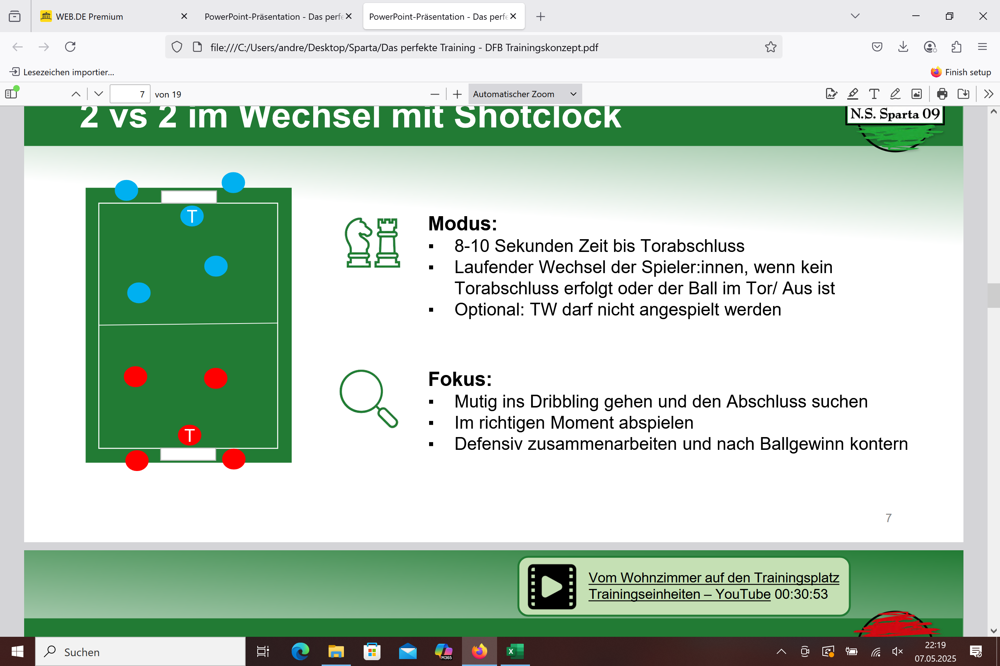 WEB.DE Premium
PowerPoint-Präsentation - Das perfe
PowerPoint-Präsentation - Das perfe
file:///C:/Users/andre/Desktop/Sparta/Das perfekte Training - DFB Trainingskonzept.pdf
Lesezeichen importier...
Finish setup
7 von 19
Automatischer Zoom
2 vs 2 im Wechsel mit Shotclock
N.S. Sparta 09
T
T
Modus:
▪ 8-10 Sekunden Zeit bis Torabschluss
▪ Laufender Wechsel der Spieler:innen, wenn kein
Torabschluss erfolgt oder der Ball im Tor/ Aus ist
▪ Optional: TW darf nicht angespielt werden
Fokus:
▪ Mutig ins Dribbling gehen und den Abschluss suchen
▪ Im richtigen Moment abspielen
▪ Defensiv zusammenarbeiten und nach Ballgewinn kontern
7
Vom Wohnzimmer auf den Trainingsplatz
Trainingseinheiten – YouTube 00:30:53
Suchen
M365
22:19
07.05.2025